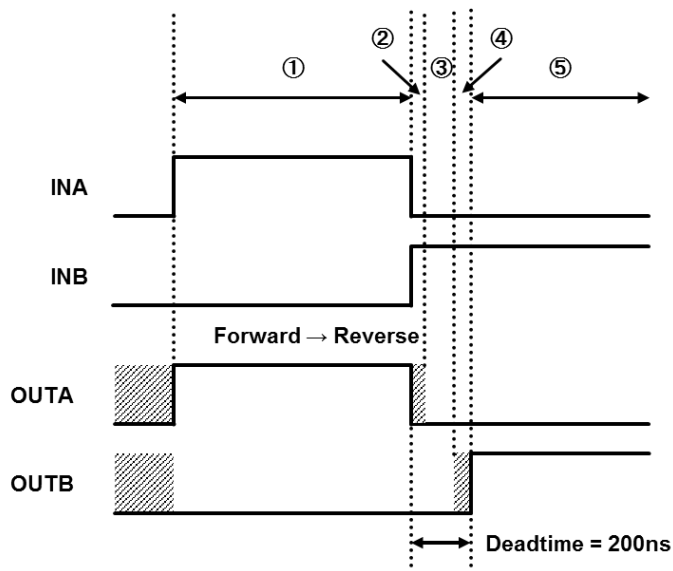 ② ④
① ③ ⑤
INA
INB
Forward → Reverse
OUTA
OUTB
Deadtime = 200ns